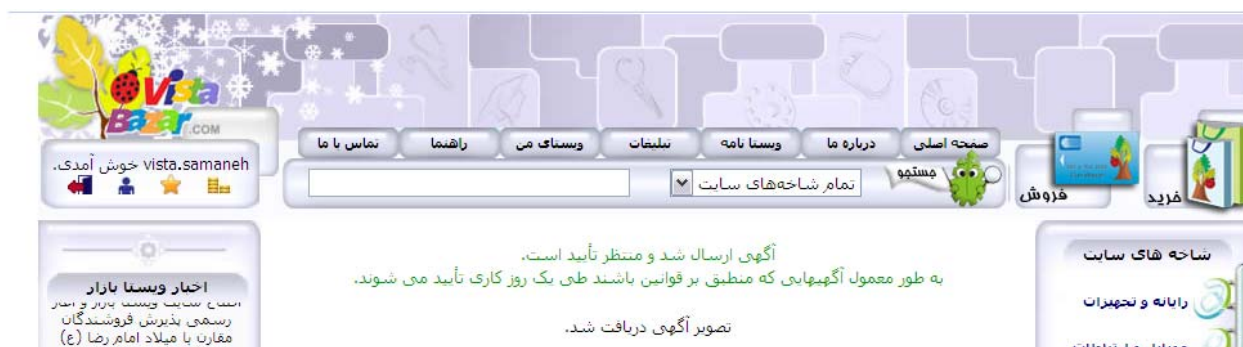 Vista
Bazar.COM
صفحه اصلی
درباره ما
ویستا نامه
تبلیغات
ویستای من
راهنما
تماس با ما
خرید
فروش
جستجو
تمام شاخه‌های سایت
vista.samaneh خوش آمدی.
شاخه های سایت
رایانه و تجهیزات
آگهی ارسال شد و منتظر تأیید است.
به طور معمول آگهیهایی که منطبق بر قوانین باشند طی یک روز کاری تأیید می شوند.
تصویر آگهی دریافت شد.
اخبار ویستا بازار
رسمی پذیرش فروشندگان
مقارن با میلاد امام رضا (ع)